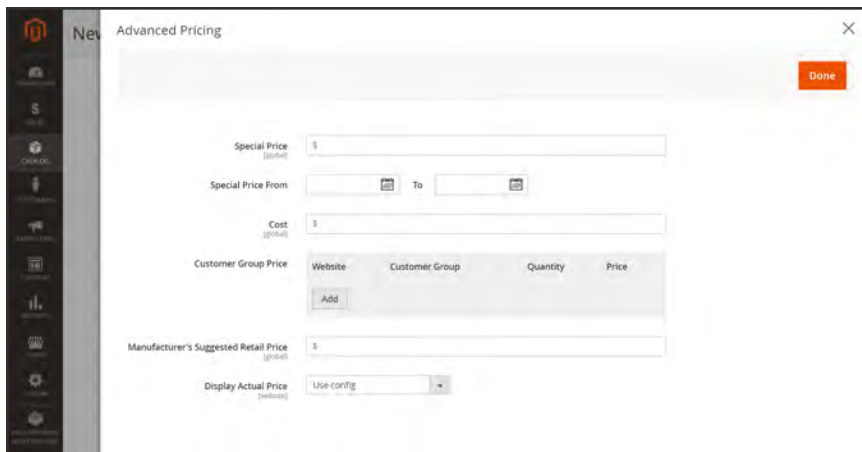 New
Advanced Pricing
Done
Special Price
[global]
$
Special Price From
To
Cost
[global]
$
Customer Group Price
Website Customer Group Quantity Price
Add
Manufacturer's Suggested Retail Price
[global]
$
Display Actual Price
[website]
Use config
CATALOG